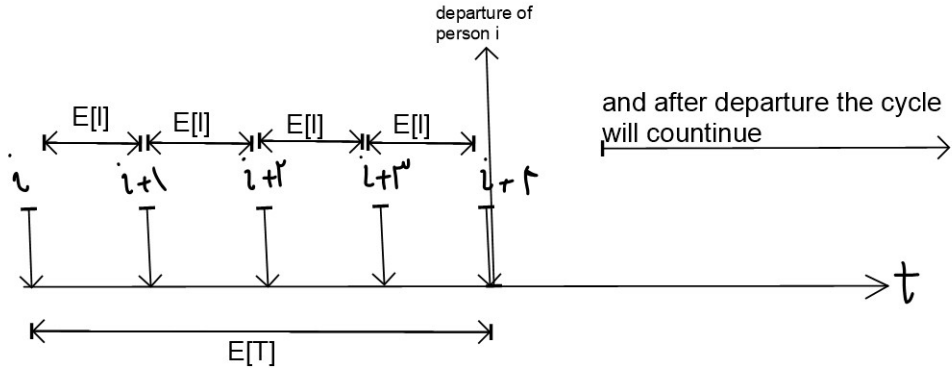 departure of
person i
E[I] E[I] E[I] E[I]
and after departure the cycle
will countinue
i i+۱ i+۲ i+۳ i+۴
t
E[T]